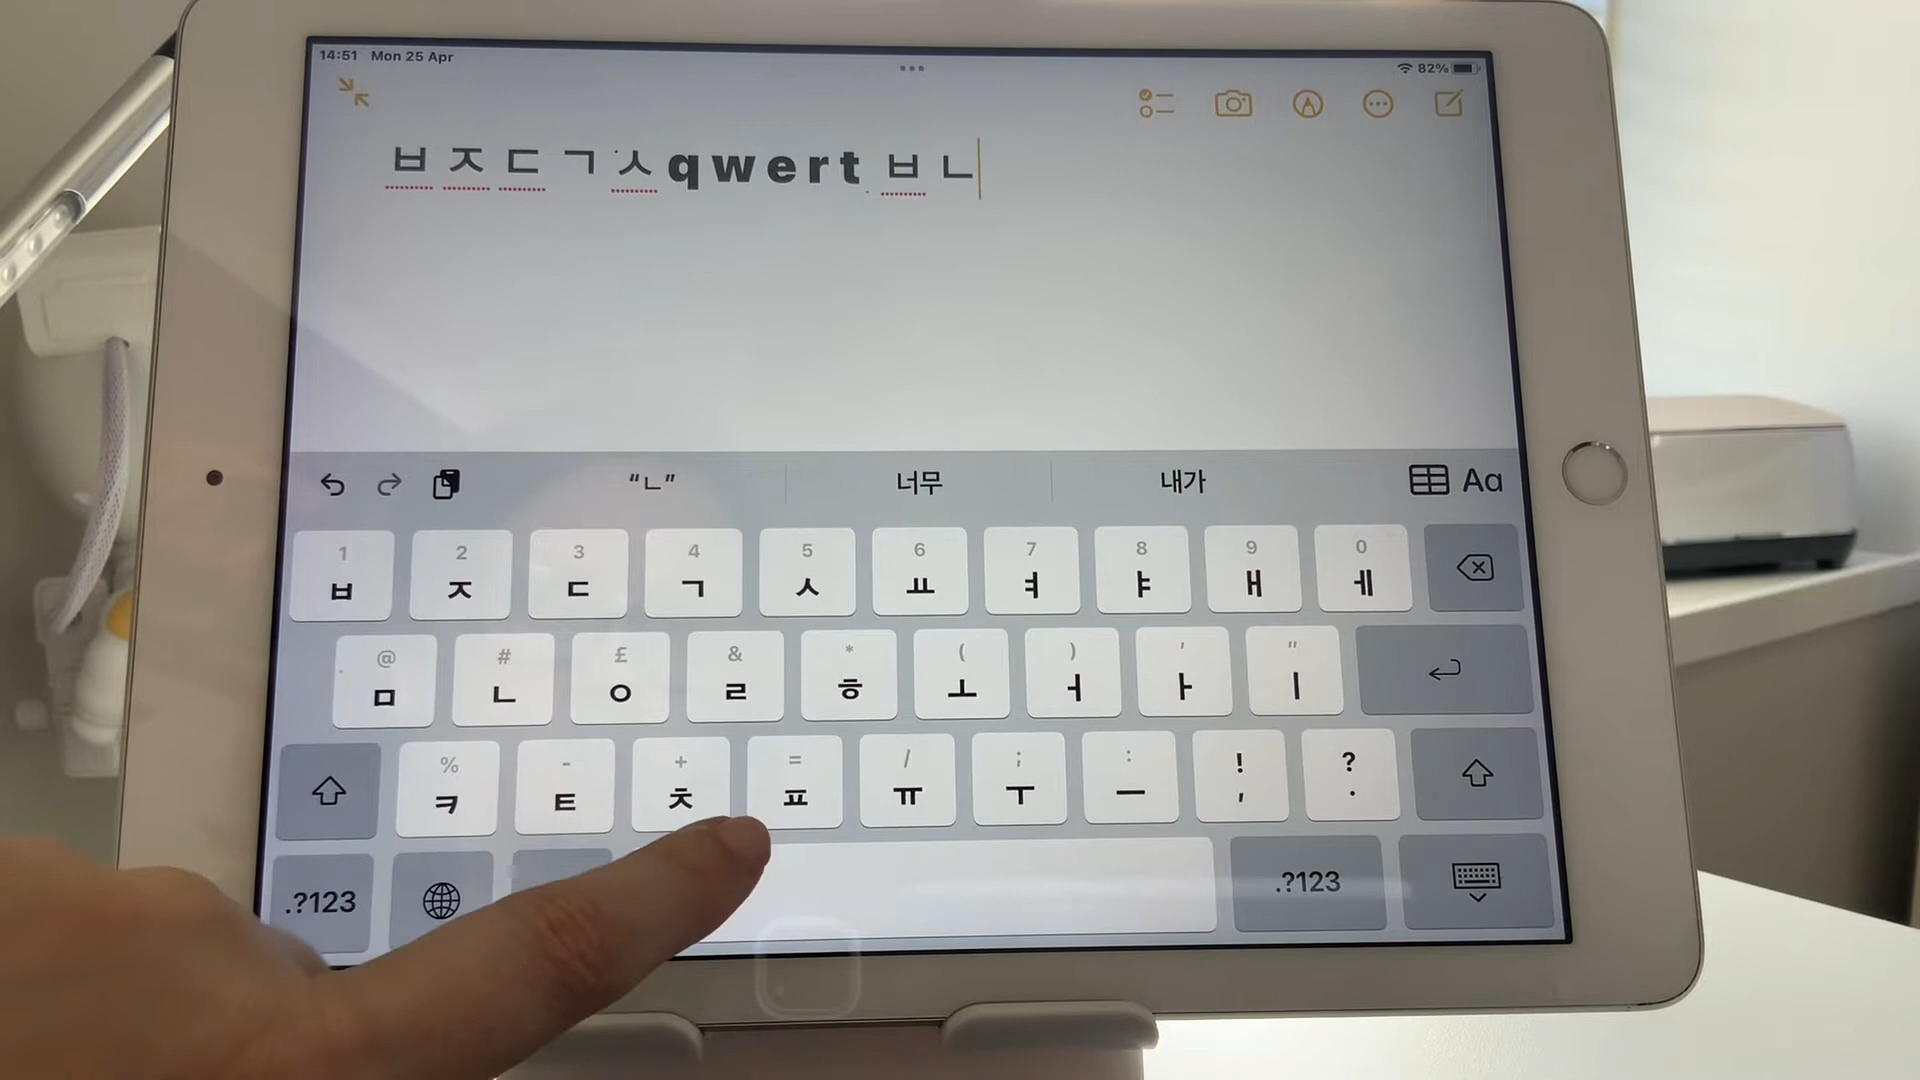 14:51 Mon 25 Apr
82%
ㅂㅈㄷㄱㅅqwert ㅂㄴ
“ㄴ” 너무 내가 Aa
1 2 3 4 5 6 7 8 9 0
ㅂ ㅈ ㄷ ㄱ ㅅ ㅛ ㅕ ㅑ ㅐ ㅔ
@ # £ & * ( ) ' "
ㅁ ㄴ ㅇ ㄹ ㅎ ㅗ ㅓ ㅏ ㅣ
% - + = / ; : ! ?
ㅋ ㅌ ㅊ ㅍ ㅠ ㅜ ㅡ , .
.?123 .?123